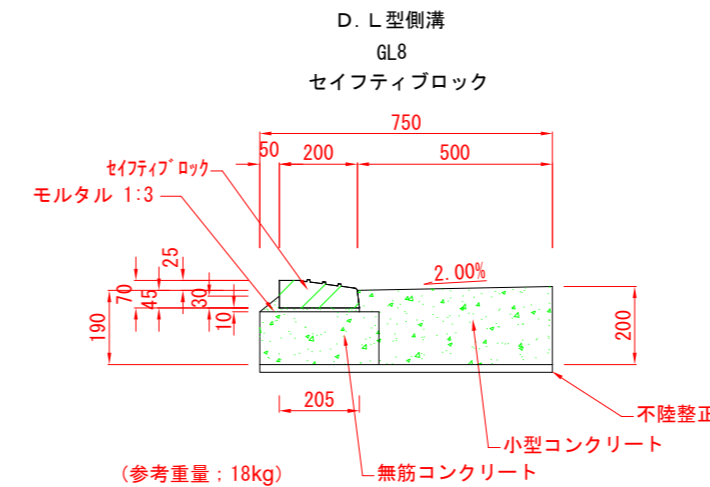 D. L型側溝
GL8
セイフティブロック
750
50
200
500
セイフティブロック
モルタル 1:3
2.00%
25
70
45
30
10
190
200
205
不陸整正
小型コンクリート
無筋コンクリート
(参考重量；18kg)